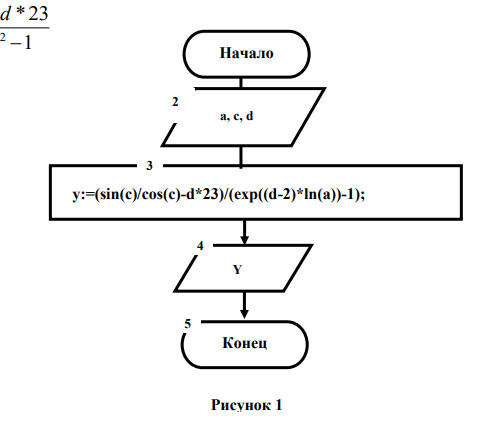 d * 23
2 – 1
Начало
2
a, c, d
3
y:=(sin(c)/cos(c)-d*23)/(exp((d-2)*ln(a))-1);
4
Y
5
Конец
Рисунок 1